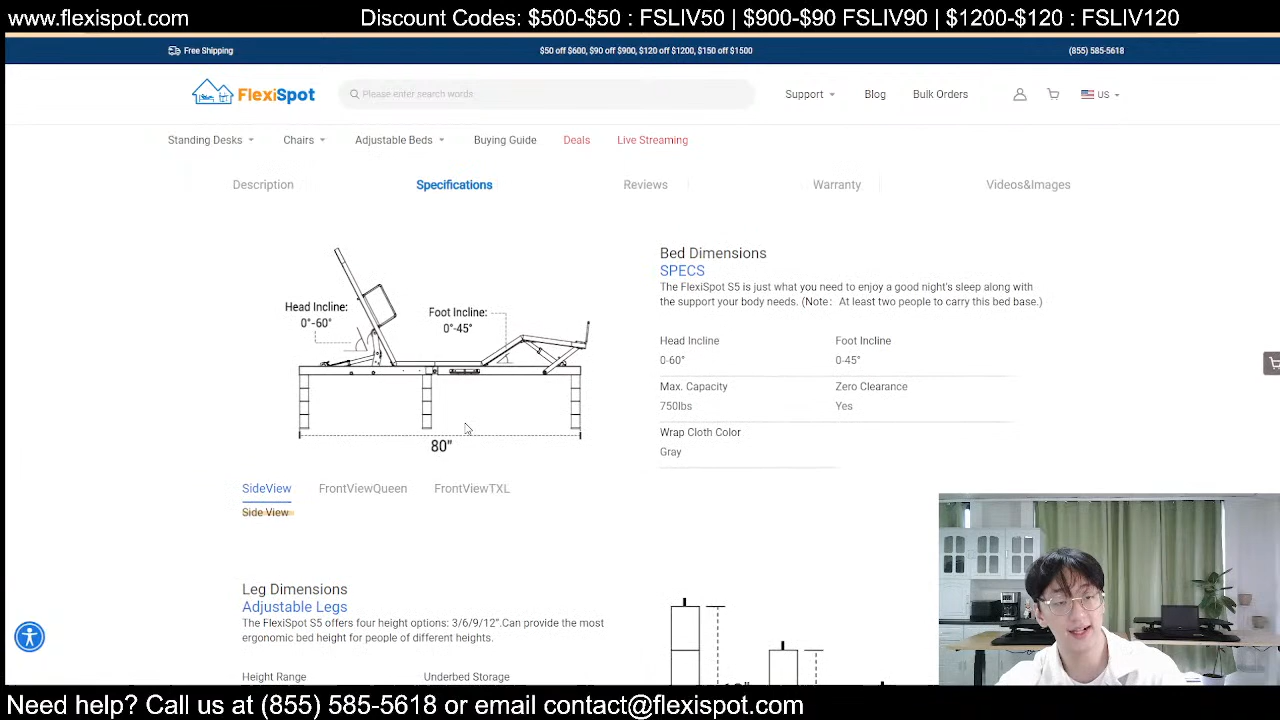 www.flexispot.com
Discount Codes: $500-$50 : FSLIV50 | $900-$90 FSLIV90 | $1200-$120 : FSLIV120
Free Shipping
$50 off $600, $90 off $900, $120 off $1200, $150 off $1500
(855) 585-5618
FlexiSpot
Please enter search words
Support
Blog
Bulk Orders
US
Standing Desks
Chairs
Adjustable Beds
Buying Guide
Deals
Live Streaming
Description
Specifications
Reviews
Warranty
Videos&Images
Head Incline:
0°-60°
Foot Incline:
0°-45°
80"
SideView
FrontViewQueen
FrontViewTXL
Side View
Bed Dimensions
SPECS
The FlexiSpot S5 is just what you need to enjoy a good night's sleep along with
the support your body needs. (Note: At least two people to carry this bed base.)
Head Incline
Foot Incline
0-60°
0-45°
Max. Capacity
Zero Clearance
750lbs
Yes
Wrap Cloth Color
Gray
Leg Dimensions
Adjustable Legs
The FlexiSpot S5 offers four height options: 3/6/9/12".Can provide the most
ergonomic bed height for people of different heights.
Height Range
Underbed Storage
Need help? Call us at (855) 585-5618 or email contact@flexispot.com